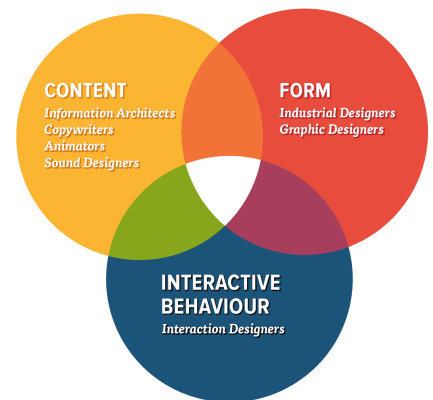 CONTENT
Information Architects
Copywriters
Animators
Sound Designers
FORM
Industrial Designers
Graphic Designers
INTERACTIVE
BEHAVIOUR
Interaction Designers